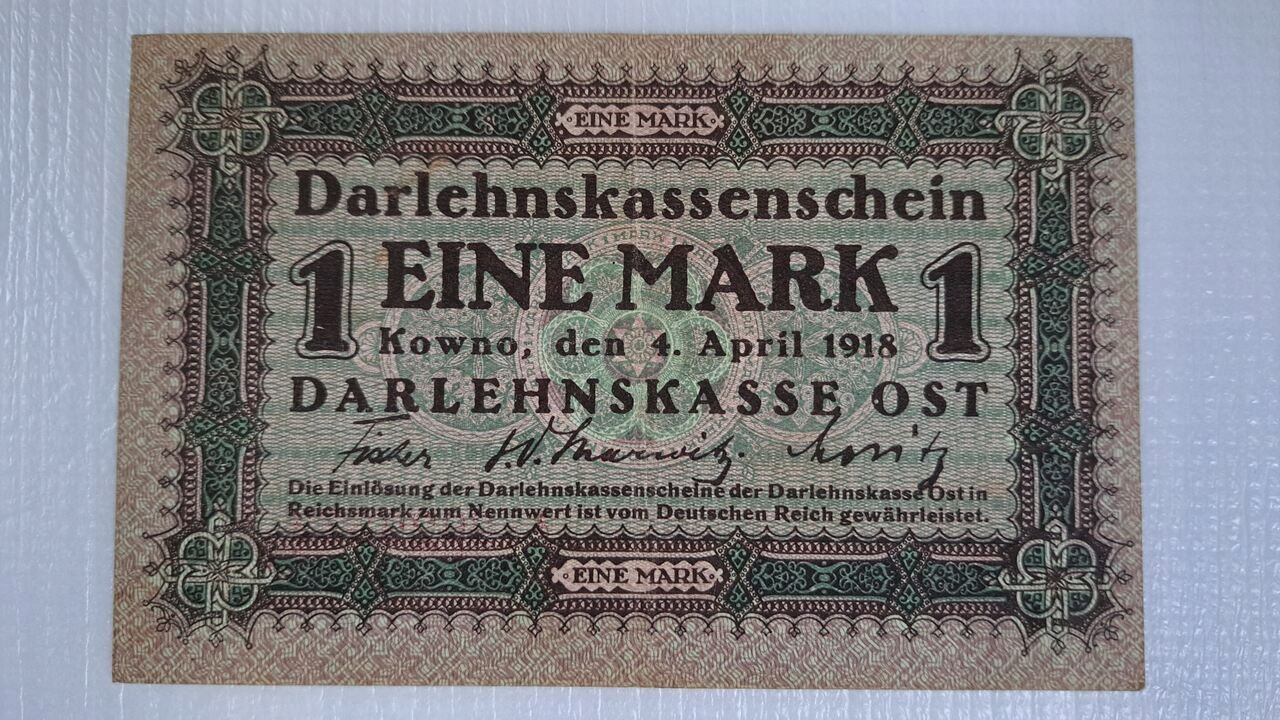 EINE MARK
Darlehnskassenschein
1 EINE MARK 1
Kowno, den 4. April 1918
DARLEHNSKASSE OST
Fischer
Die Einlösung der Darlehnskassenscheine der Darlehnskasse Ost in
Reichsmark zum Nennwert ist vom Deutschen Reich gewährleistet.
EINE MARK